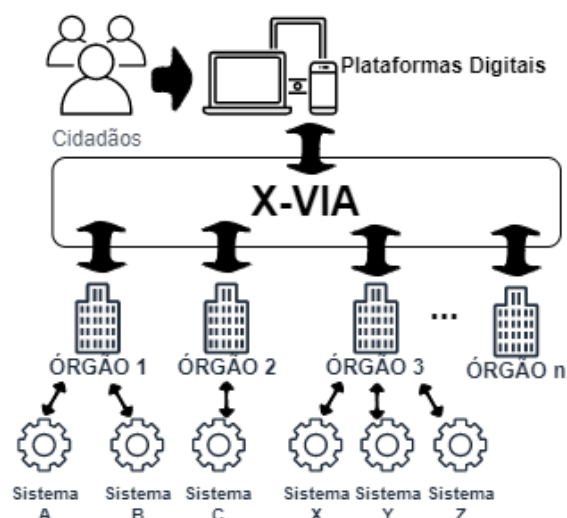 Plataformas Digitais
Cidadãos
X-VIA
...
ÓRGÃO 1 ÓRGÃO 2 ÓRGÃO 3 ÓRGÃO n
Sistema Sistema Sistema Sistema Sistema Sistema
A B C X Y Z